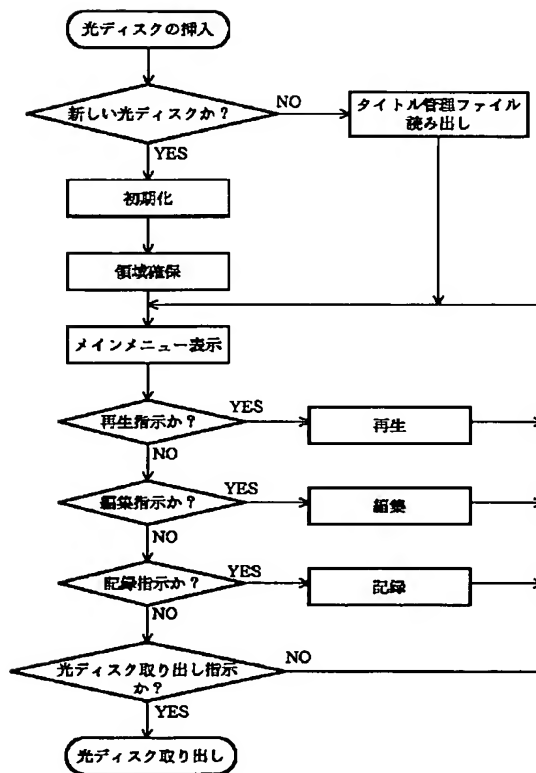 光ディスクの挿入
新しい光ディスクか？
NO
タイトル管理ファイル
読み出し
YES
初期化
領域確保
メインメニュー表示
再生指示か？
YES
再生
NO
編集指示か？
YES
編集
NO
記録指示か？
YES
記録
NO
光ディスク取り出し指示
か？
NO
YES
光ディスク取り出し